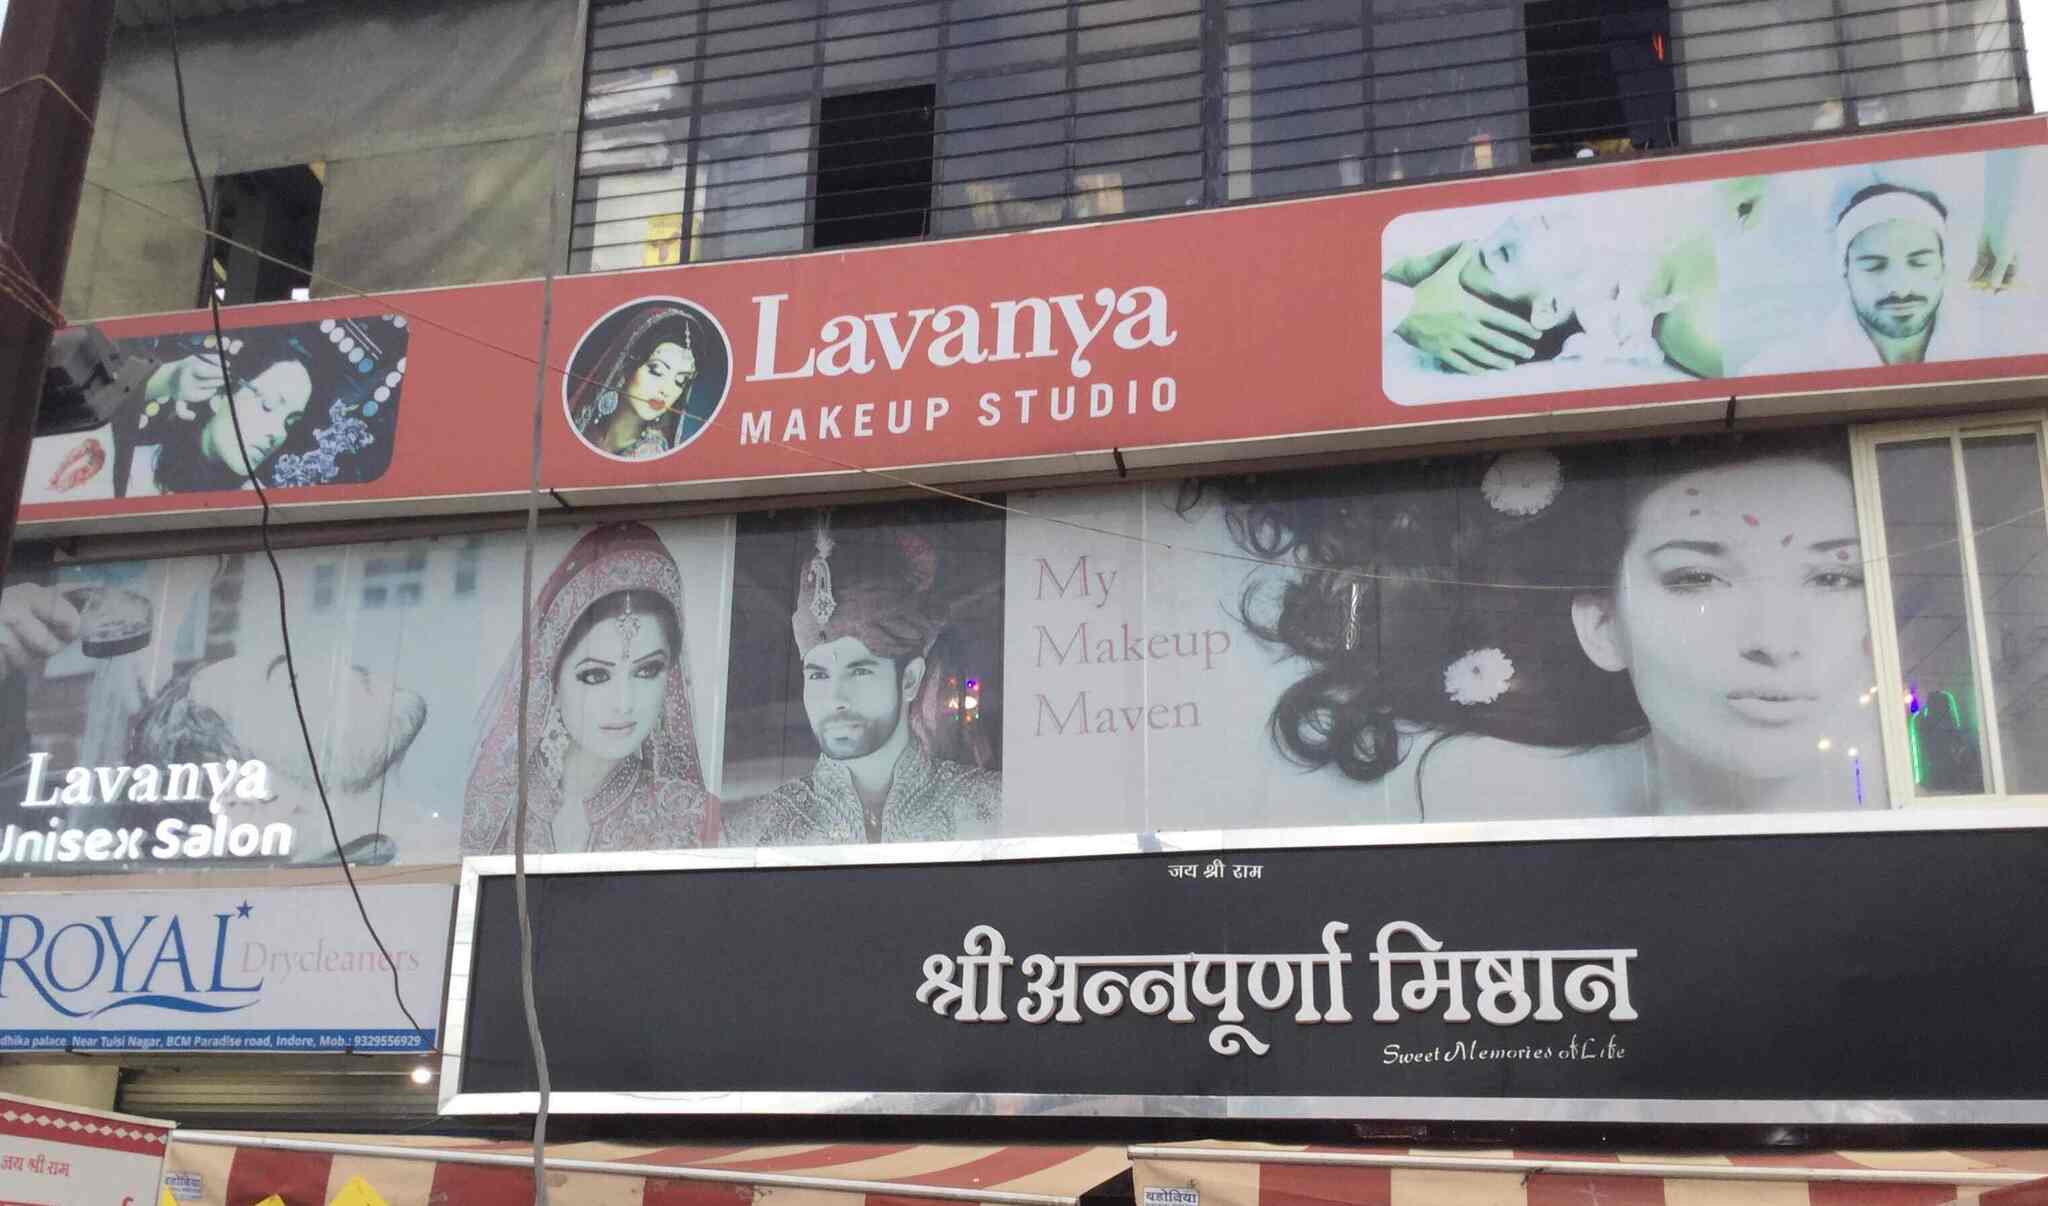 Lavanya
MAKEUP STUDIO
My
Makeup
Maven
Lavanya
Unisex Salon
ROYAL Drycleaners
dhika palace Near Tulsi Nagar, BCM Paradise road, Indore, Mob.: 9329556929
जय श्री राम
श्री अन्नपूर्णा मिष्ठान
Sweet Memories of Life
जय श्री राम
बडोदिया